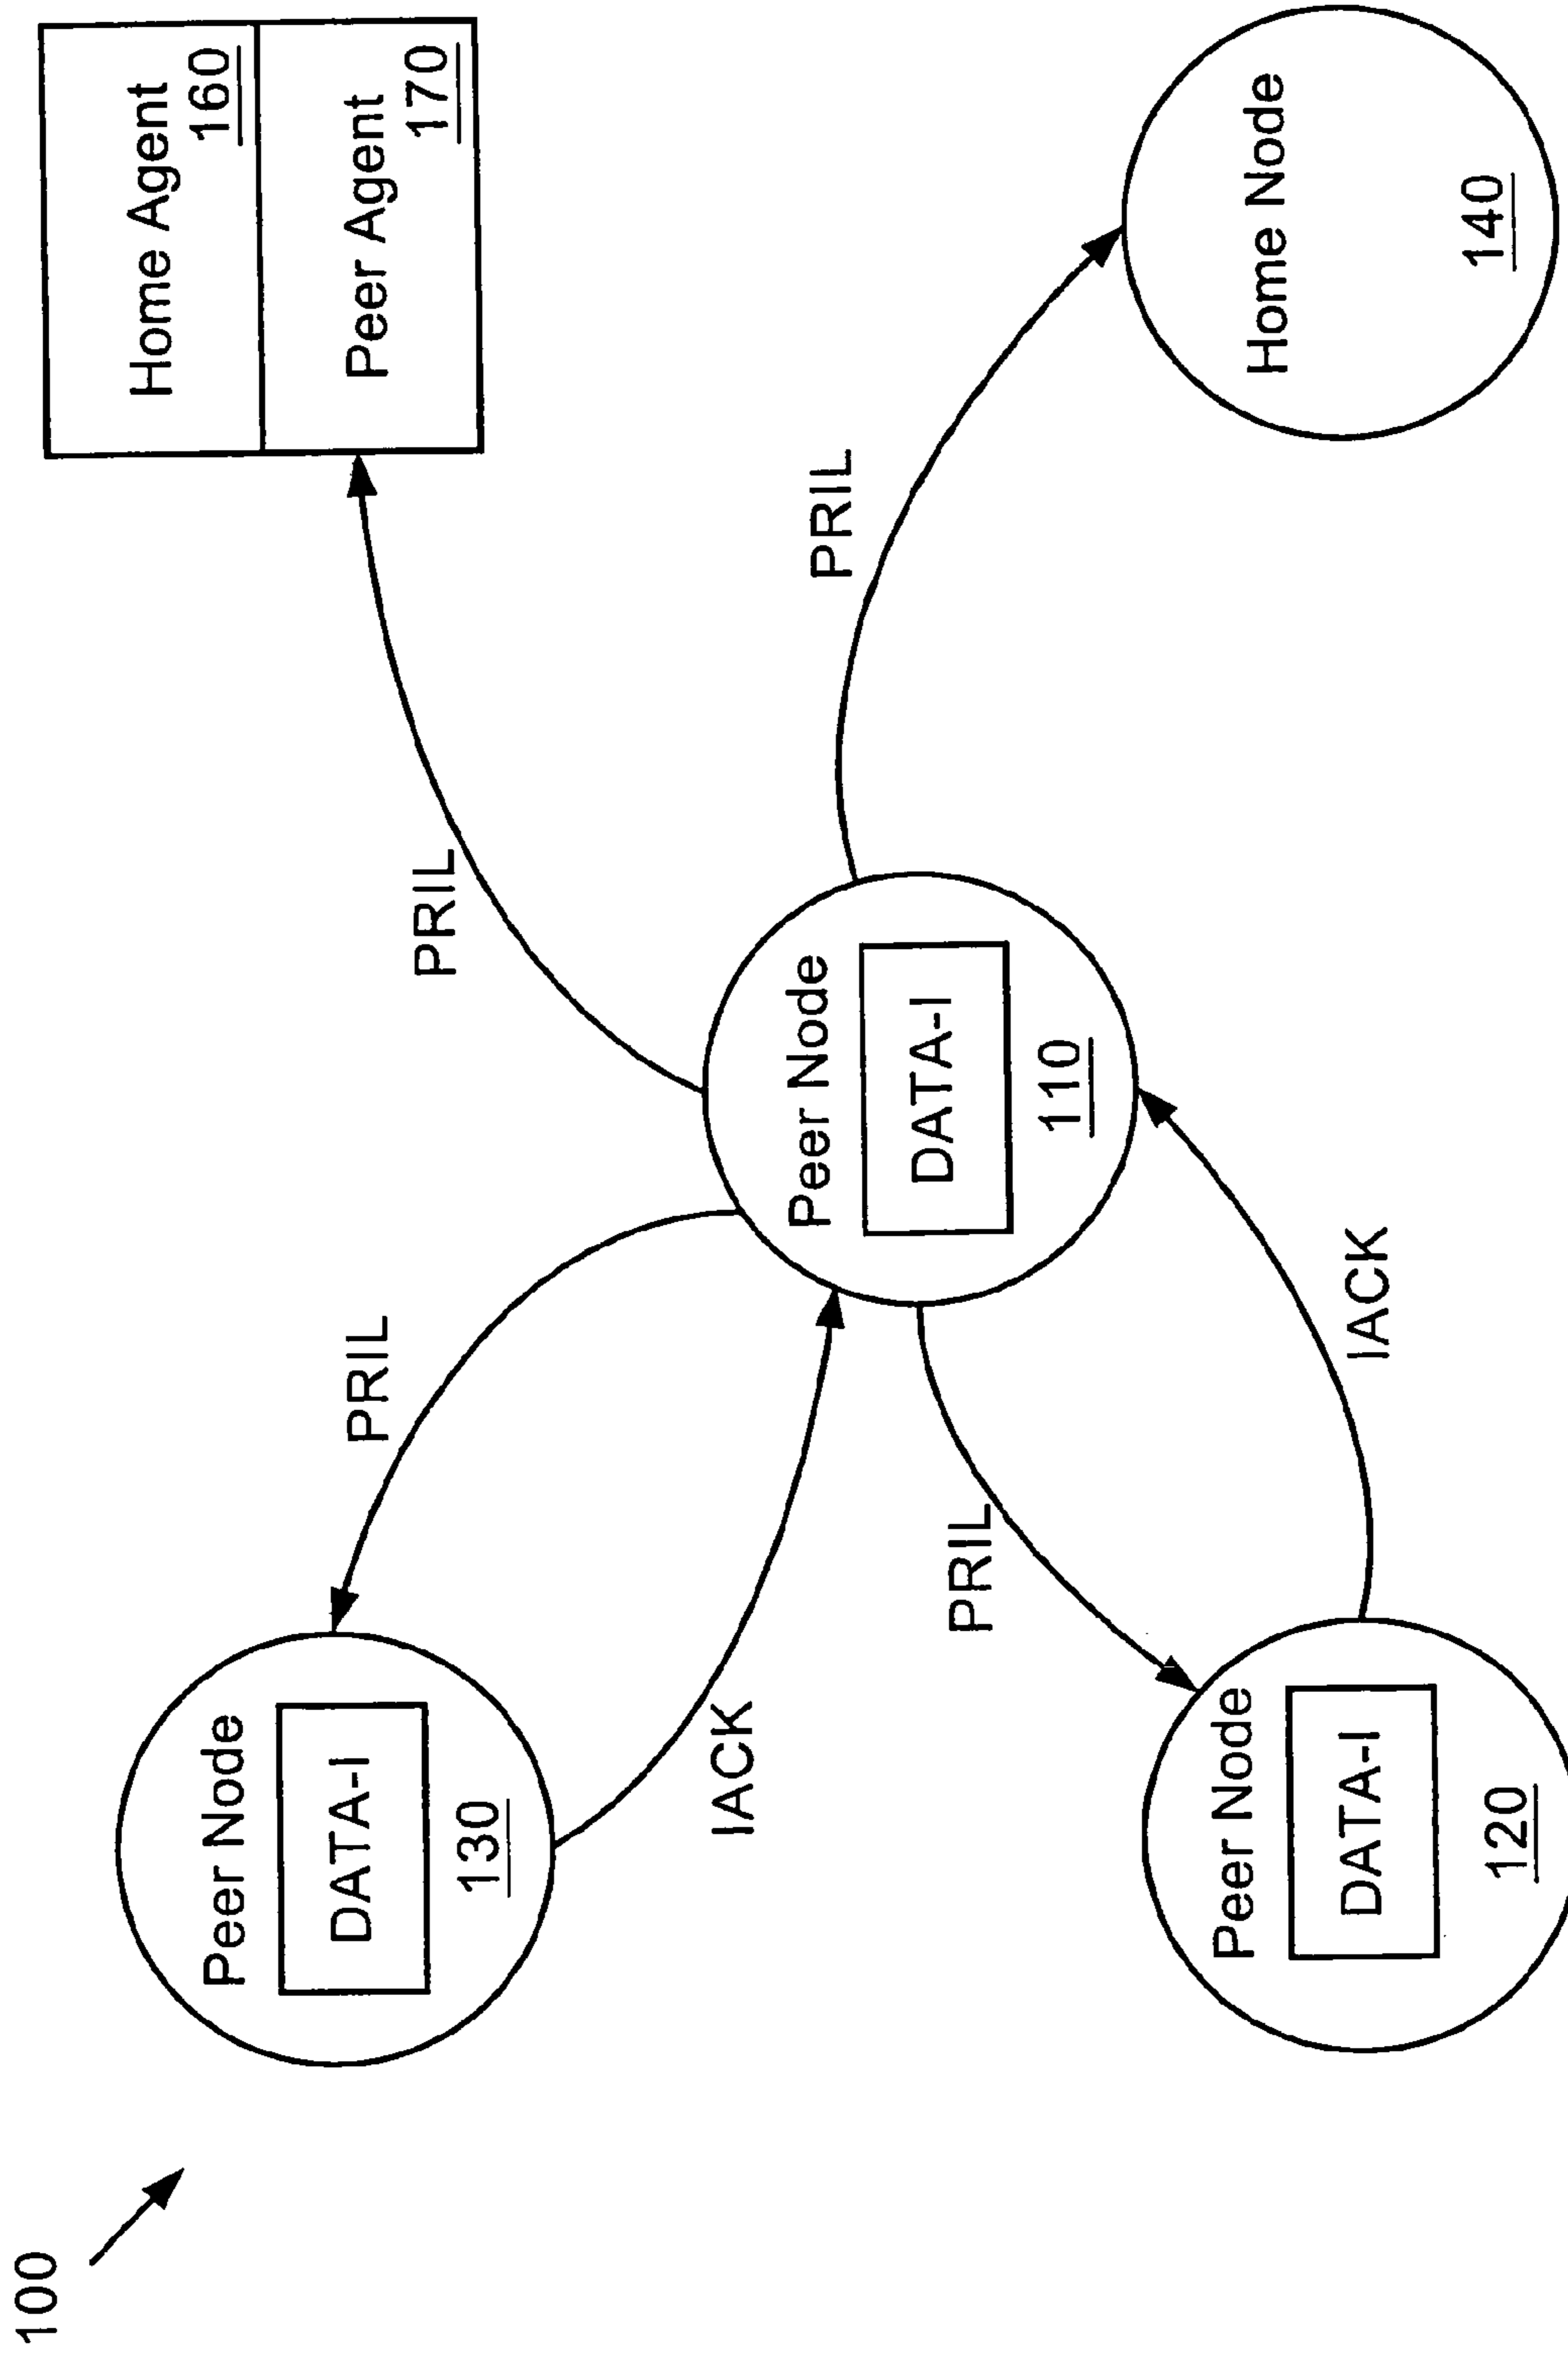 100
Peer Node
DATA-I
130
PRIL
IACK
PRIL
Home Agent
160
Peer Agent
170
Peer Node
DATA-I
110
PRIL
PRIL
IACK
Peer Node
DATA-I
120
Home Node
140